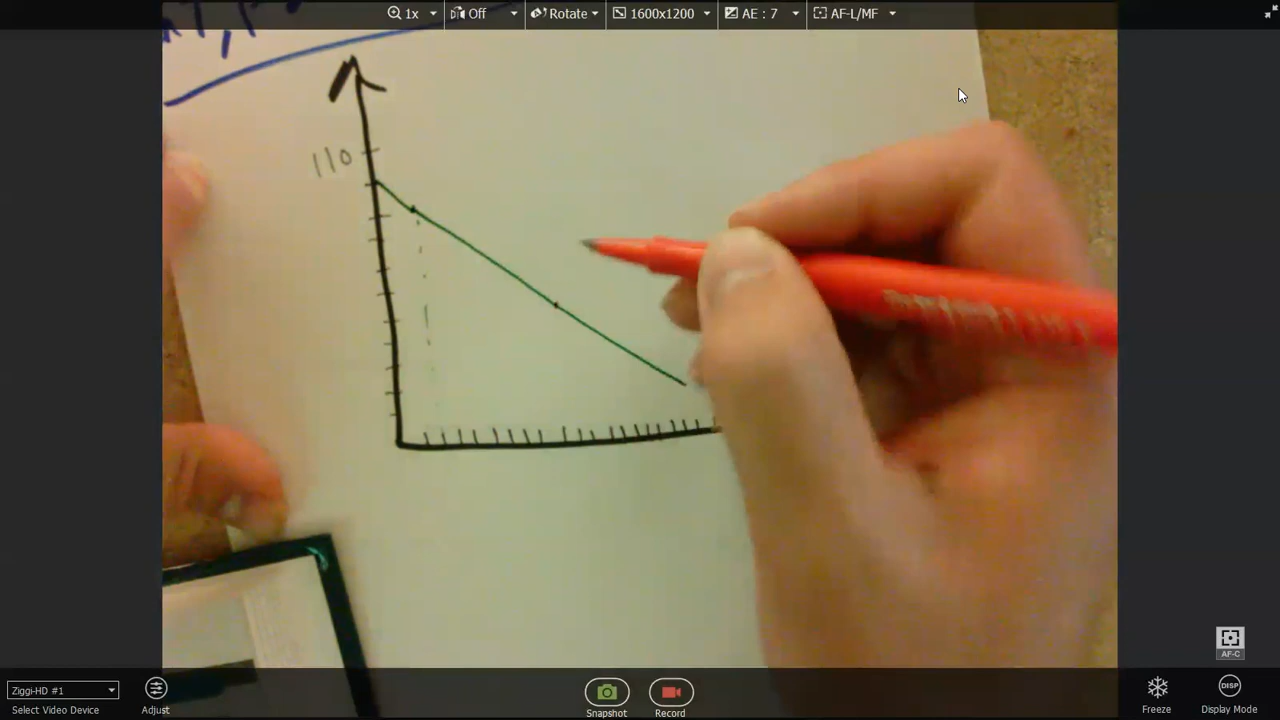 1x
Off
Rotate
1600x1200
AE : 7
AF-L/MF
110
AF-C
Ziggi-HD #1
Select Video Device
Adjust
Snapshot
Record
Freeze
DISP
Display Mode